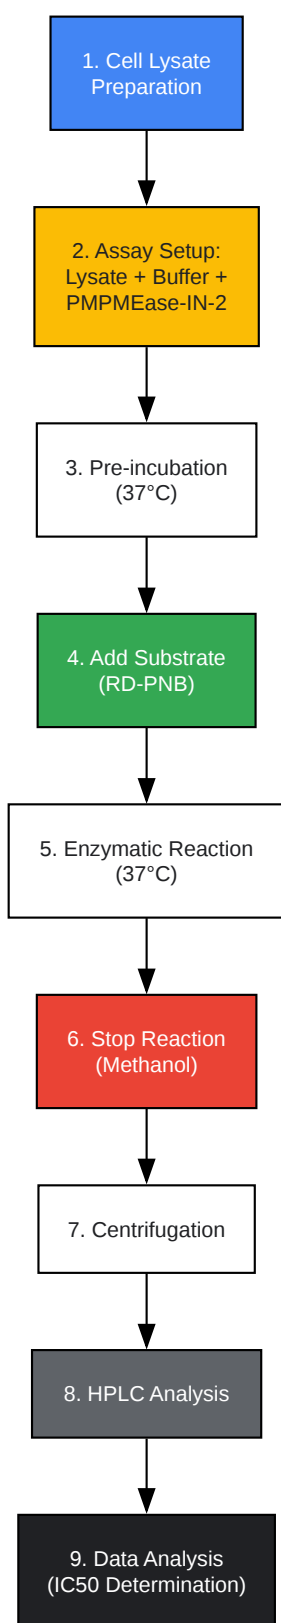 1. Cell Lysate
Preparation
2. Assay Setup:
Lysate + Buffer +
PMPMEase-IN-2
3. Pre-incubation
(37°C)
4. Add Substrate
(RD-PNB)
5. Enzymatic Reaction
(37°C)
6. Stop Reaction
(Methanol)
7. Centrifugation
8. HPLC Analysis
9. Data Analysis
(IC50 Determination)